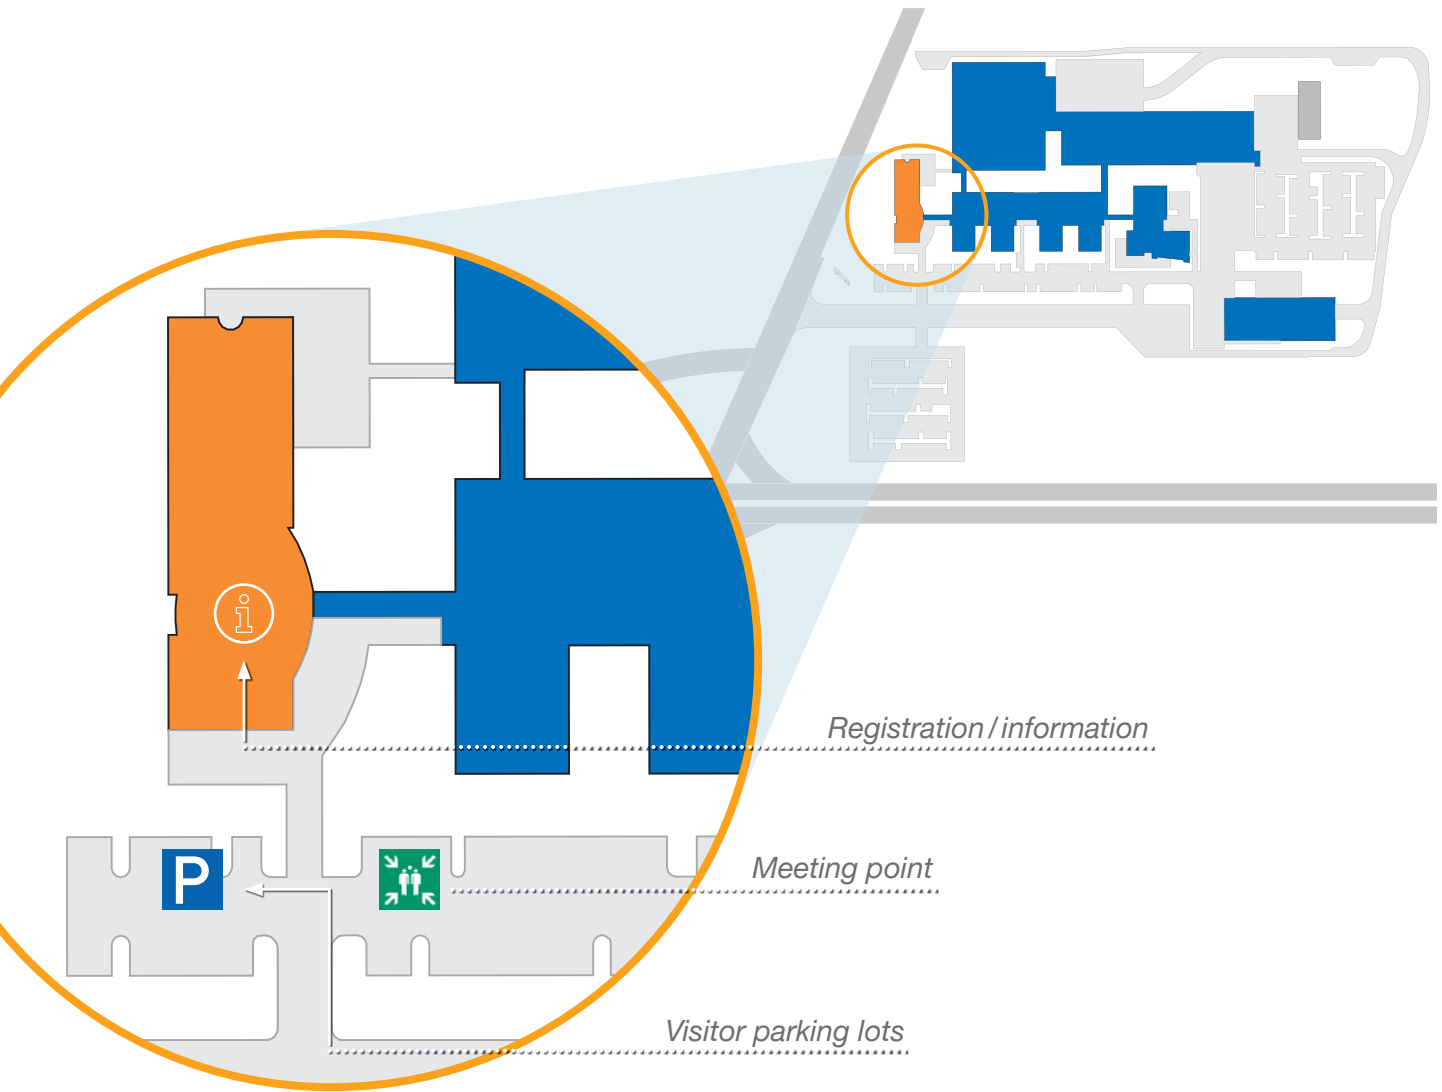 i
Registration / information
P
Meeting point
Visitor parking lots